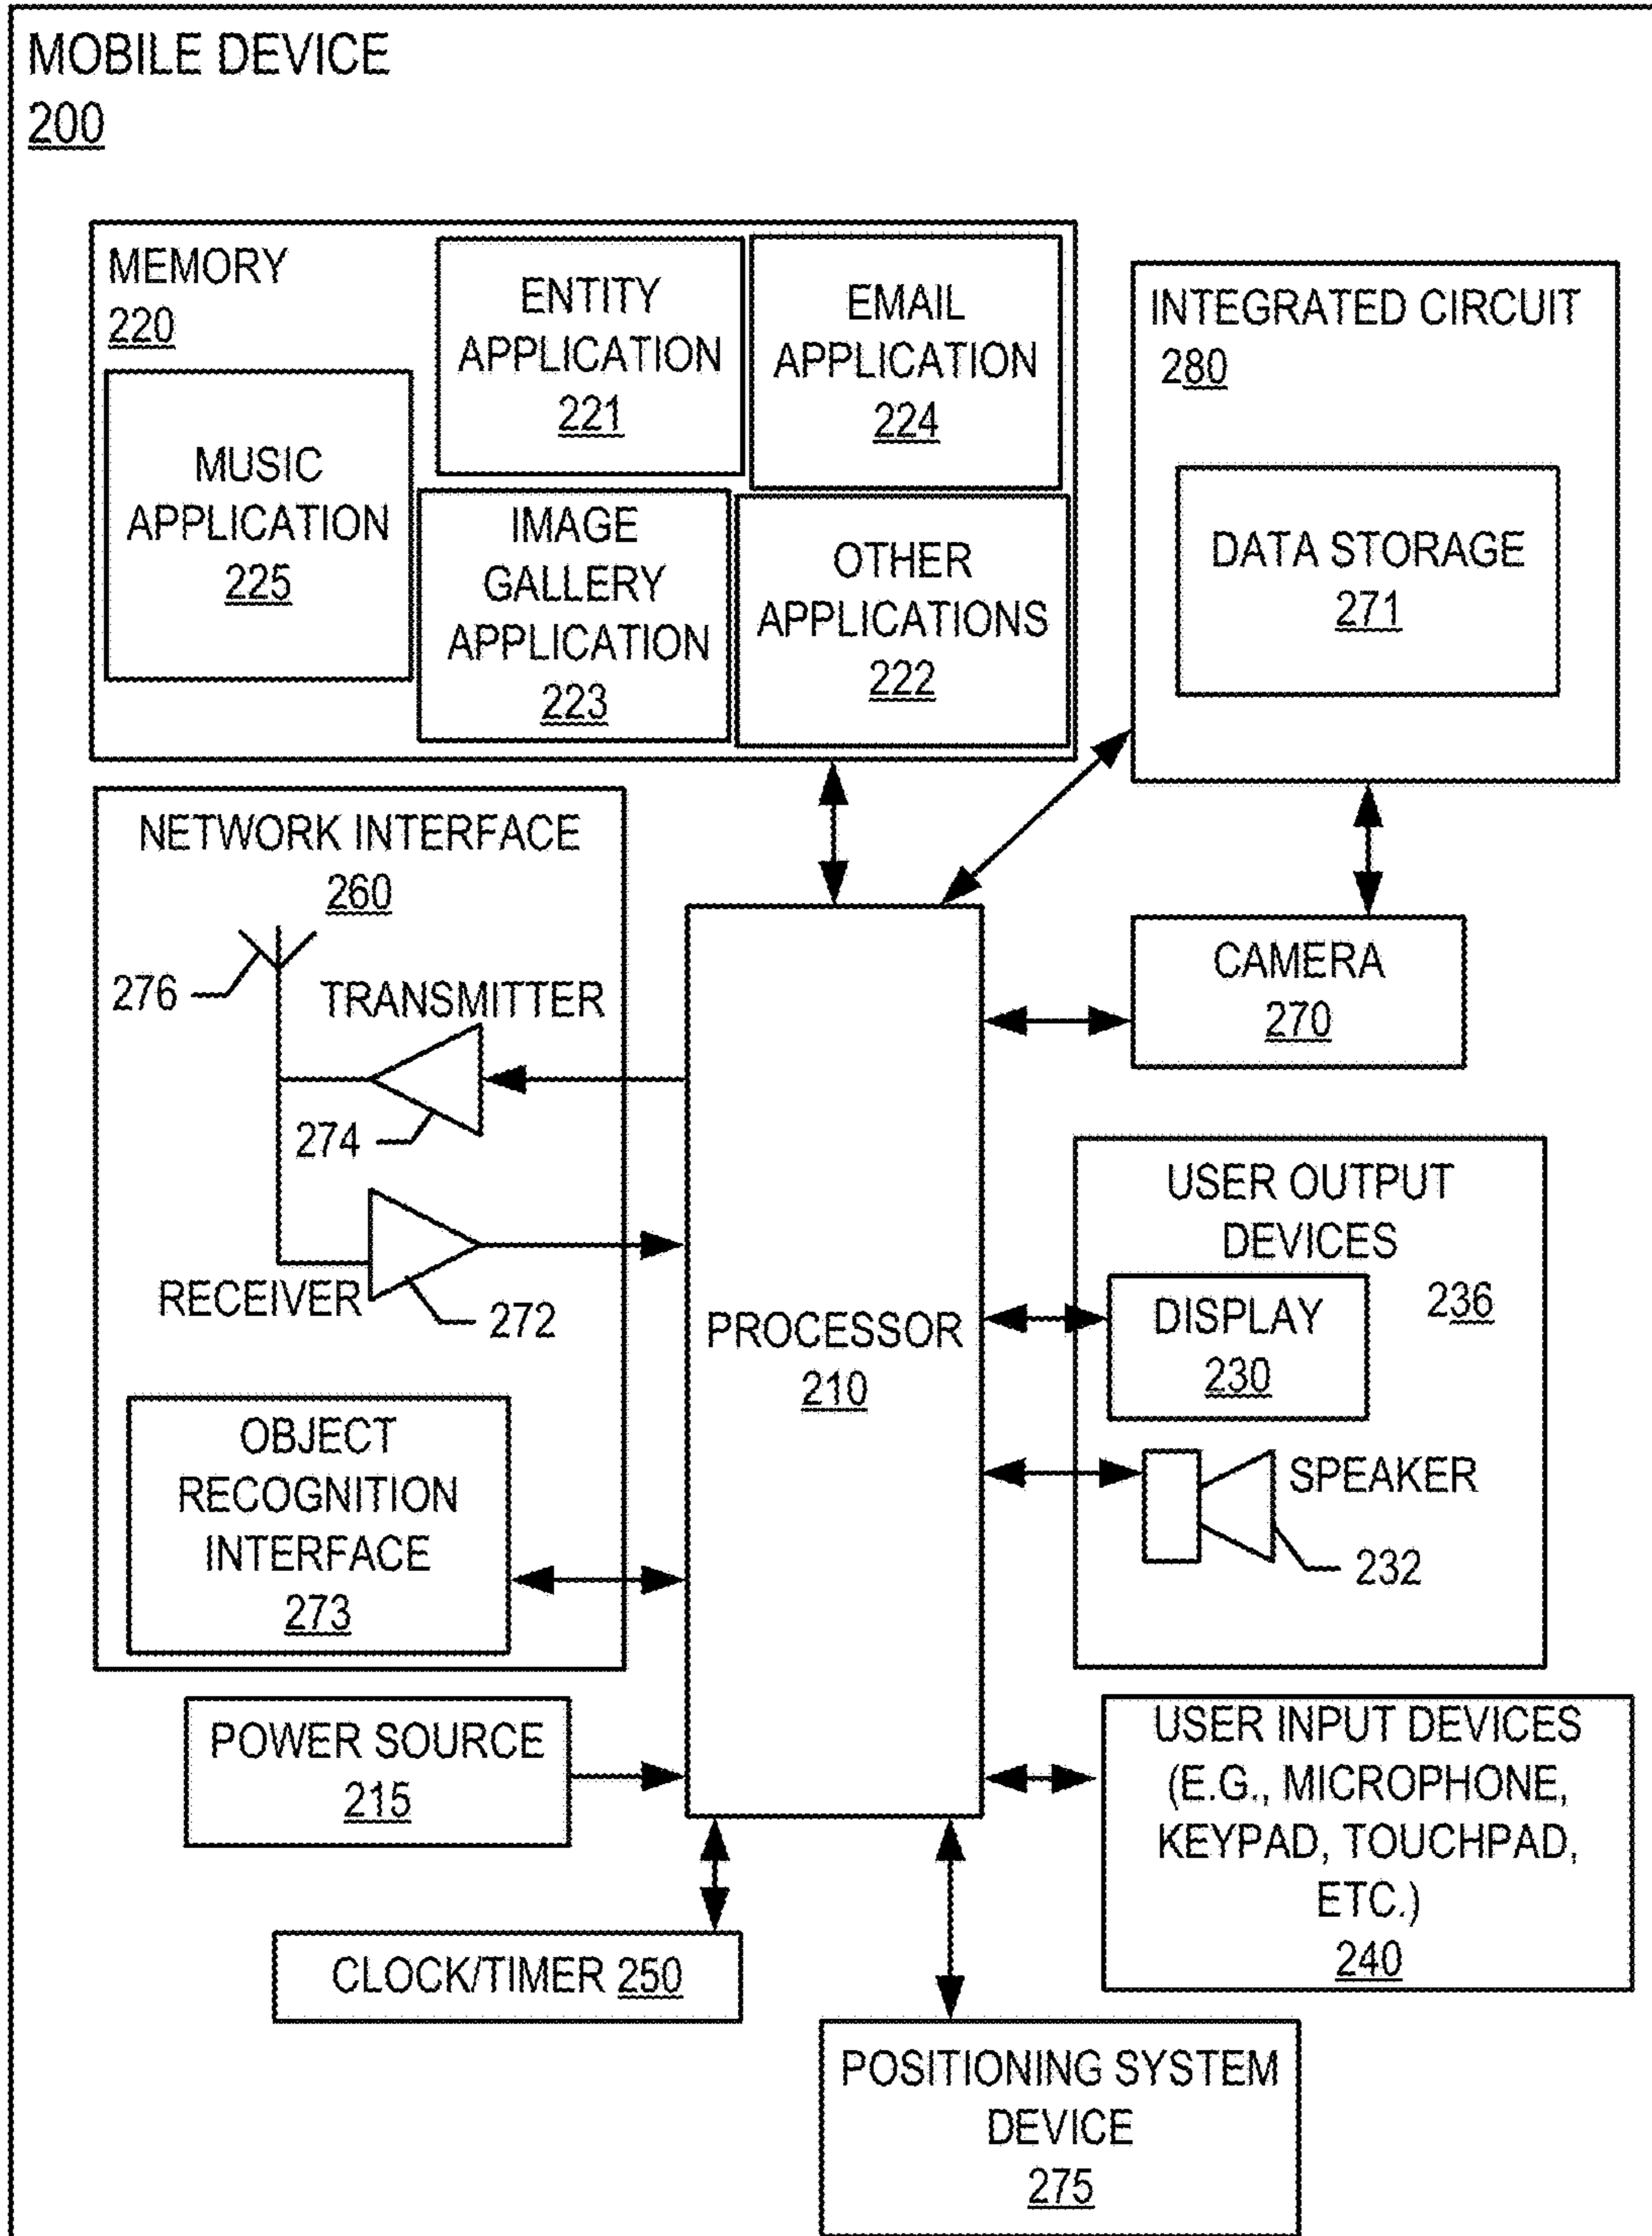 MOBILE DEVICE
200
MEMORY
220
ENTITY
APPLICATION
221
EMAIL
APPLICATION
224
MUSIC
APPLICATION
225
IMAGE
GALLERY
APPLICATION
223
OTHER
APPLICATIONS
222
INTEGRATED CIRCUIT
280
DATA STORAGE
271
NETWORK INTERFACE
260
276
TRANSMITTER
274
RECEIVER
272
OBJECT
RECOGNITION
INTERFACE
273
PROCESSOR
210
CAMERA
270
USER OUTPUT
DEVICES
236
DISPLAY
230
SPEAKER
232
POWER SOURCE
215
USER INPUT DEVICES
(E.G., MICROPHONE,
KEYPAD, TOUCHPAD,
ETC.)
240
CLOCK/TIMER 250
POSITIONING SYSTEM
DEVICE
275